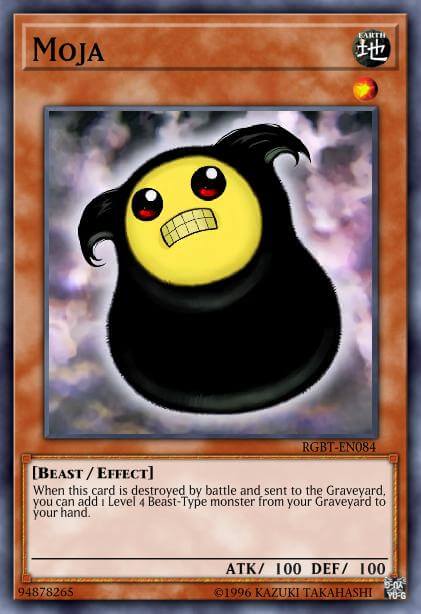 Moja
EARTH
地
RGBT-EN084
[Beast / Effect]
When this card is destroyed by battle and sent to the Graveyard,
you can add 1 Level 4 Beast-Type monster from your Graveyard to
your hand.
ATK/ 100 DEF/ 100
94878265
©1996 KAZUKI TAKAHASHI